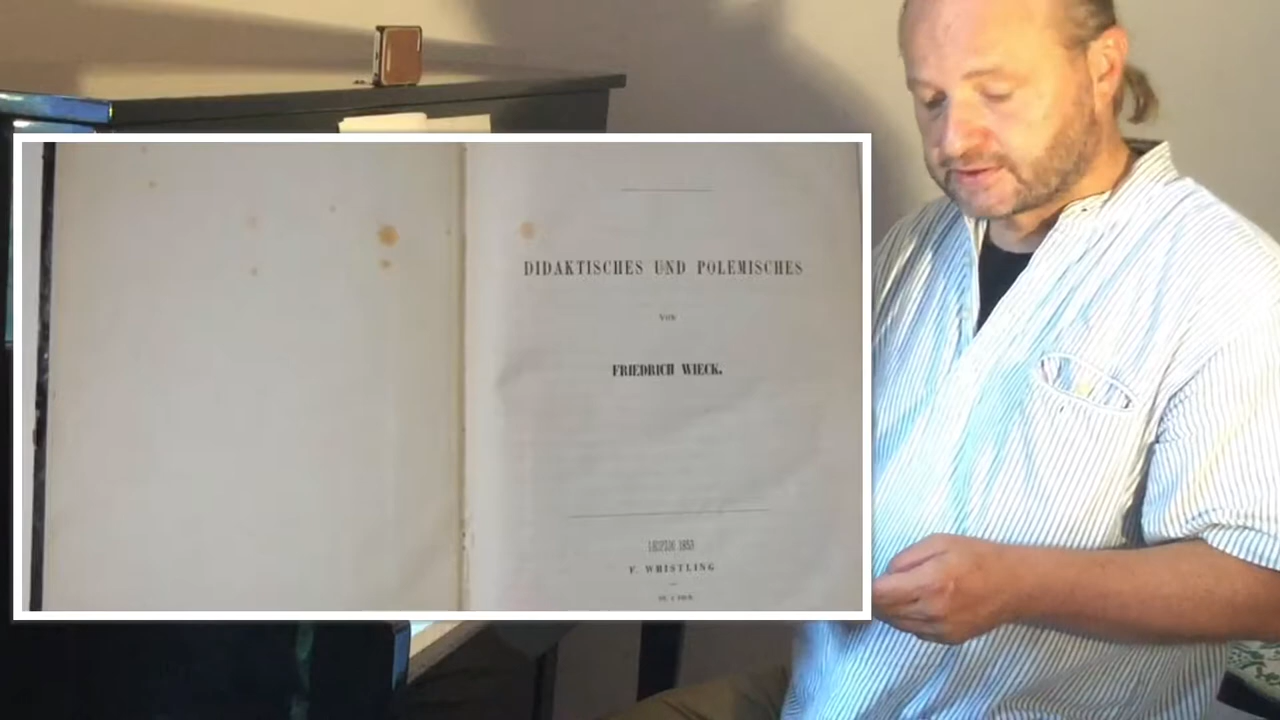 DIDAKTISCHES UND POLEMISCHES
VON
FRIEDRICH WIECK.
LEIPZIG 1853
F. WHISTLING